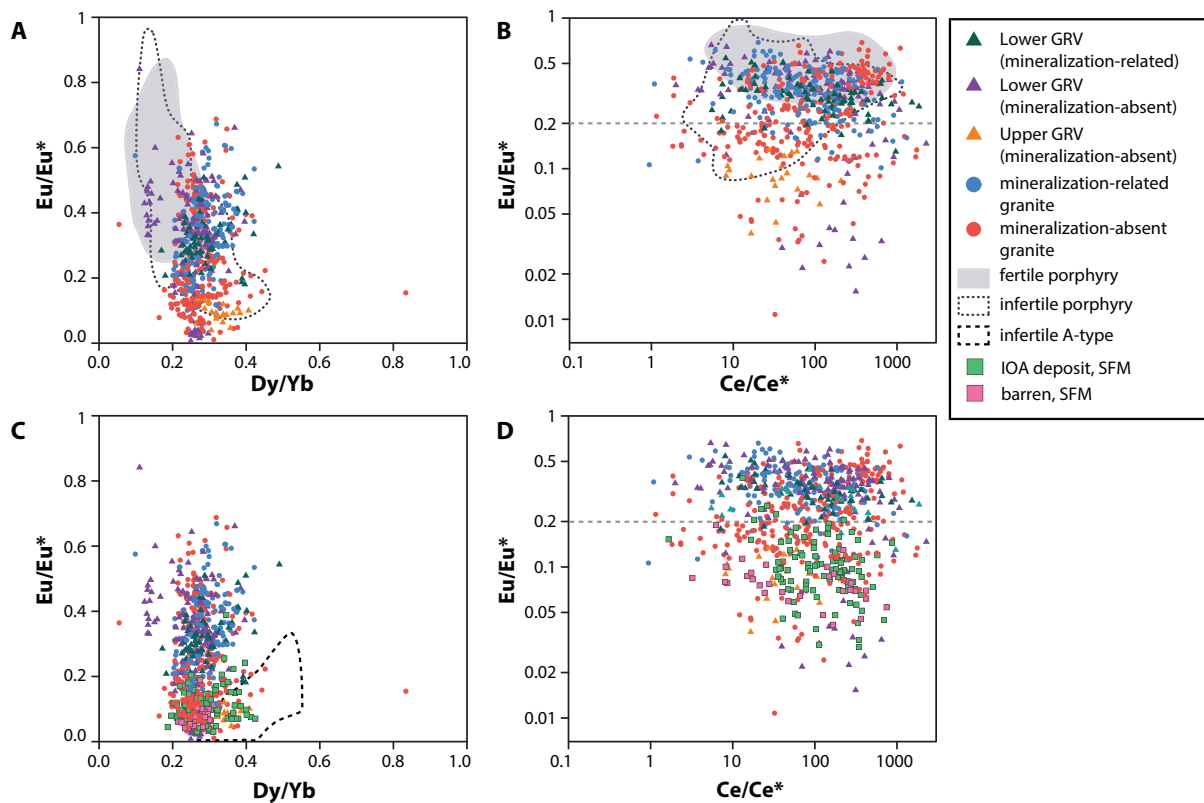 A
1
0.8
0.6
0.4
0.2
0.0
Eu/Eu*
0.0
0.2
0.4
0.6
0.8
1.0
Dy/Yb
B
1
0.5
0.2
0.1
0.05
0.02
0.01
Eu/Eu*
0.1
1
10
100
1000
Ce/Ce*
Lower GRV
(mineralization-related)
Lower GRV
(mineralization-absent)
Upper GRV
(mineralization-absent)
mineralization-related
granite
mineralization-absent
granite
fertile porphyry
infertile porphyry
infertile A-type
IOA deposit, SFM
barren, SFM
C
1
0.8
0.6
0.4
0.2
0.0
Eu/Eu*
0.0
0.2
0.4
0.6
0.8
1.0
Dy/Yb
D
1
0.5
0.2
0.1
0.05
0.02
0.01
Eu/Eu*
0.1
1
10
100
1000
Ce/Ce*